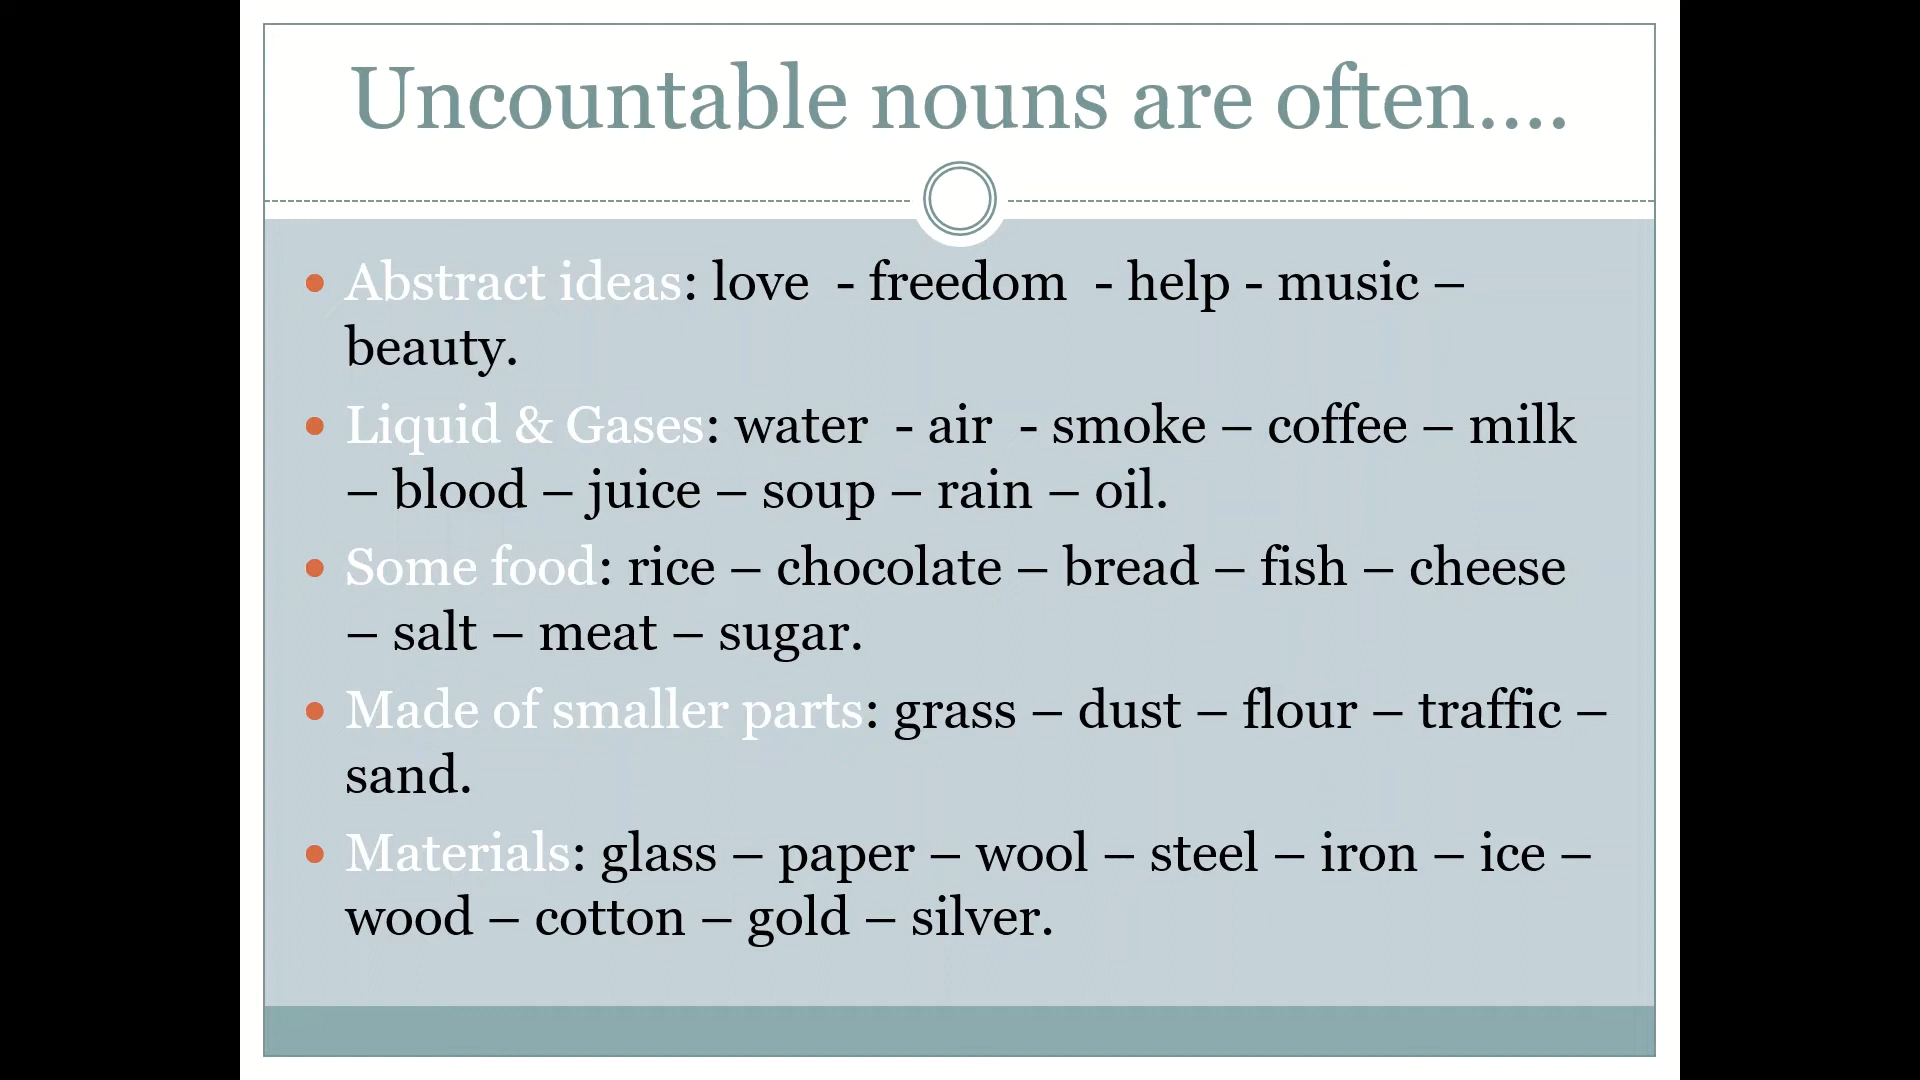 Uncountable nouns are often....
Abstract ideas: love  - freedom  - help - music –
beauty.
Liquid & Gases: water  - air  - smoke – coffee – milk
– blood – juice – soup – rain – oil.
Some food: rice – chocolate – bread – fish – cheese
– salt – meat – sugar.
Made of smaller parts: grass – dust – flour – traffic –
sand.
Materials: glass – paper – wool – steel – iron – ice –
wood – cotton – gold – silver.